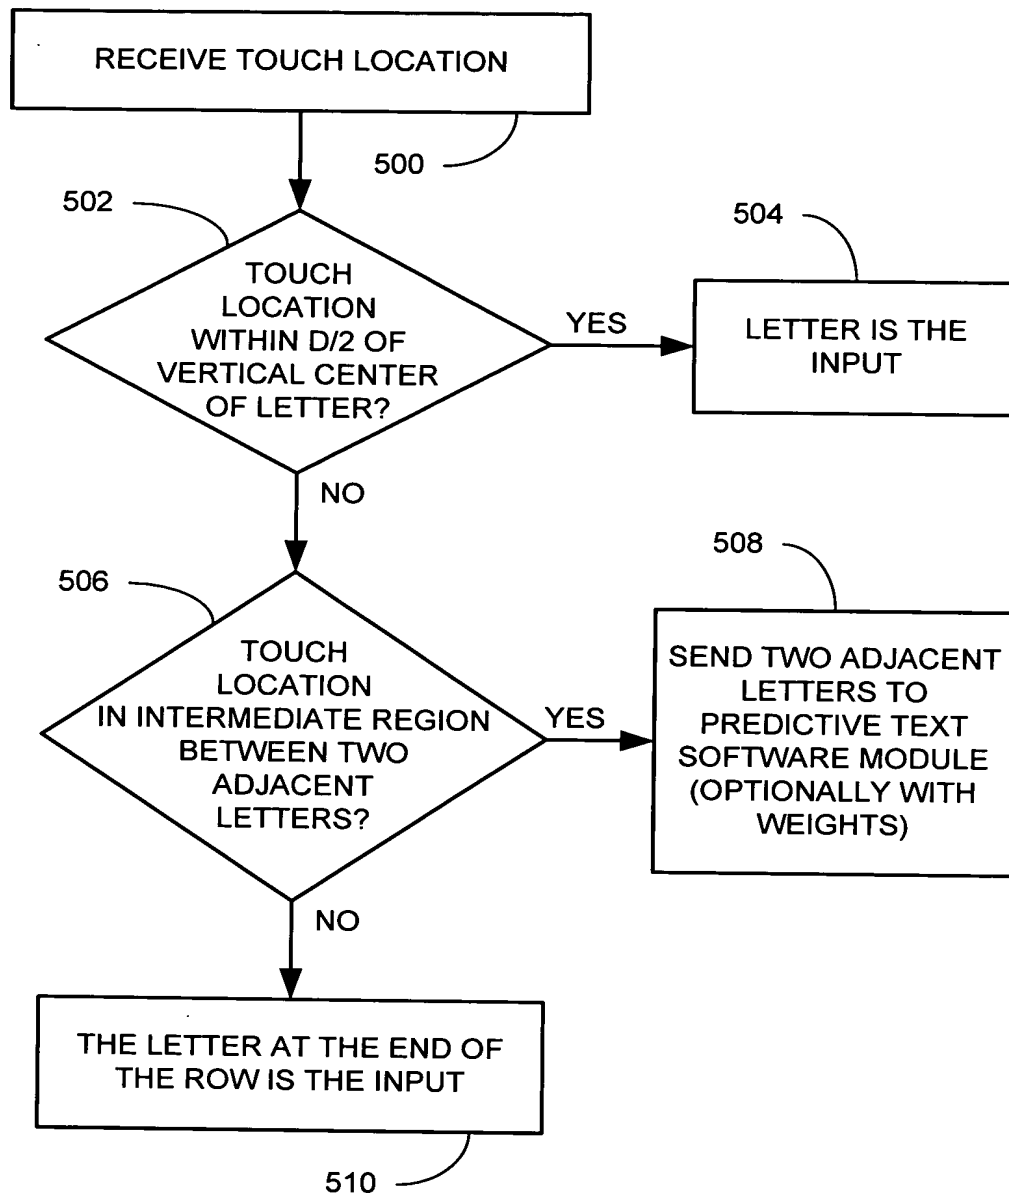 RECEIVE TOUCH LOCATION
500
502
TOUCH
LOCATION
WITHIN D/2 OF
VERTICAL CENTER
OF LETTER?
YES
504
LETTER IS THE
INPUT
NO
506
TOUCH
LOCATION
IN INTERMEDIATE REGION
BETWEEN TWO
ADJACENT
LETTERS?
YES
508
SEND TWO ADJACENT
LETTERS TO
PREDICTIVE TEXT
SOFTWARE MODULE
(OPTIONALLY WITH
WEIGHTS)
NO
THE LETTER AT THE END OF
THE ROW IS THE INPUT
510